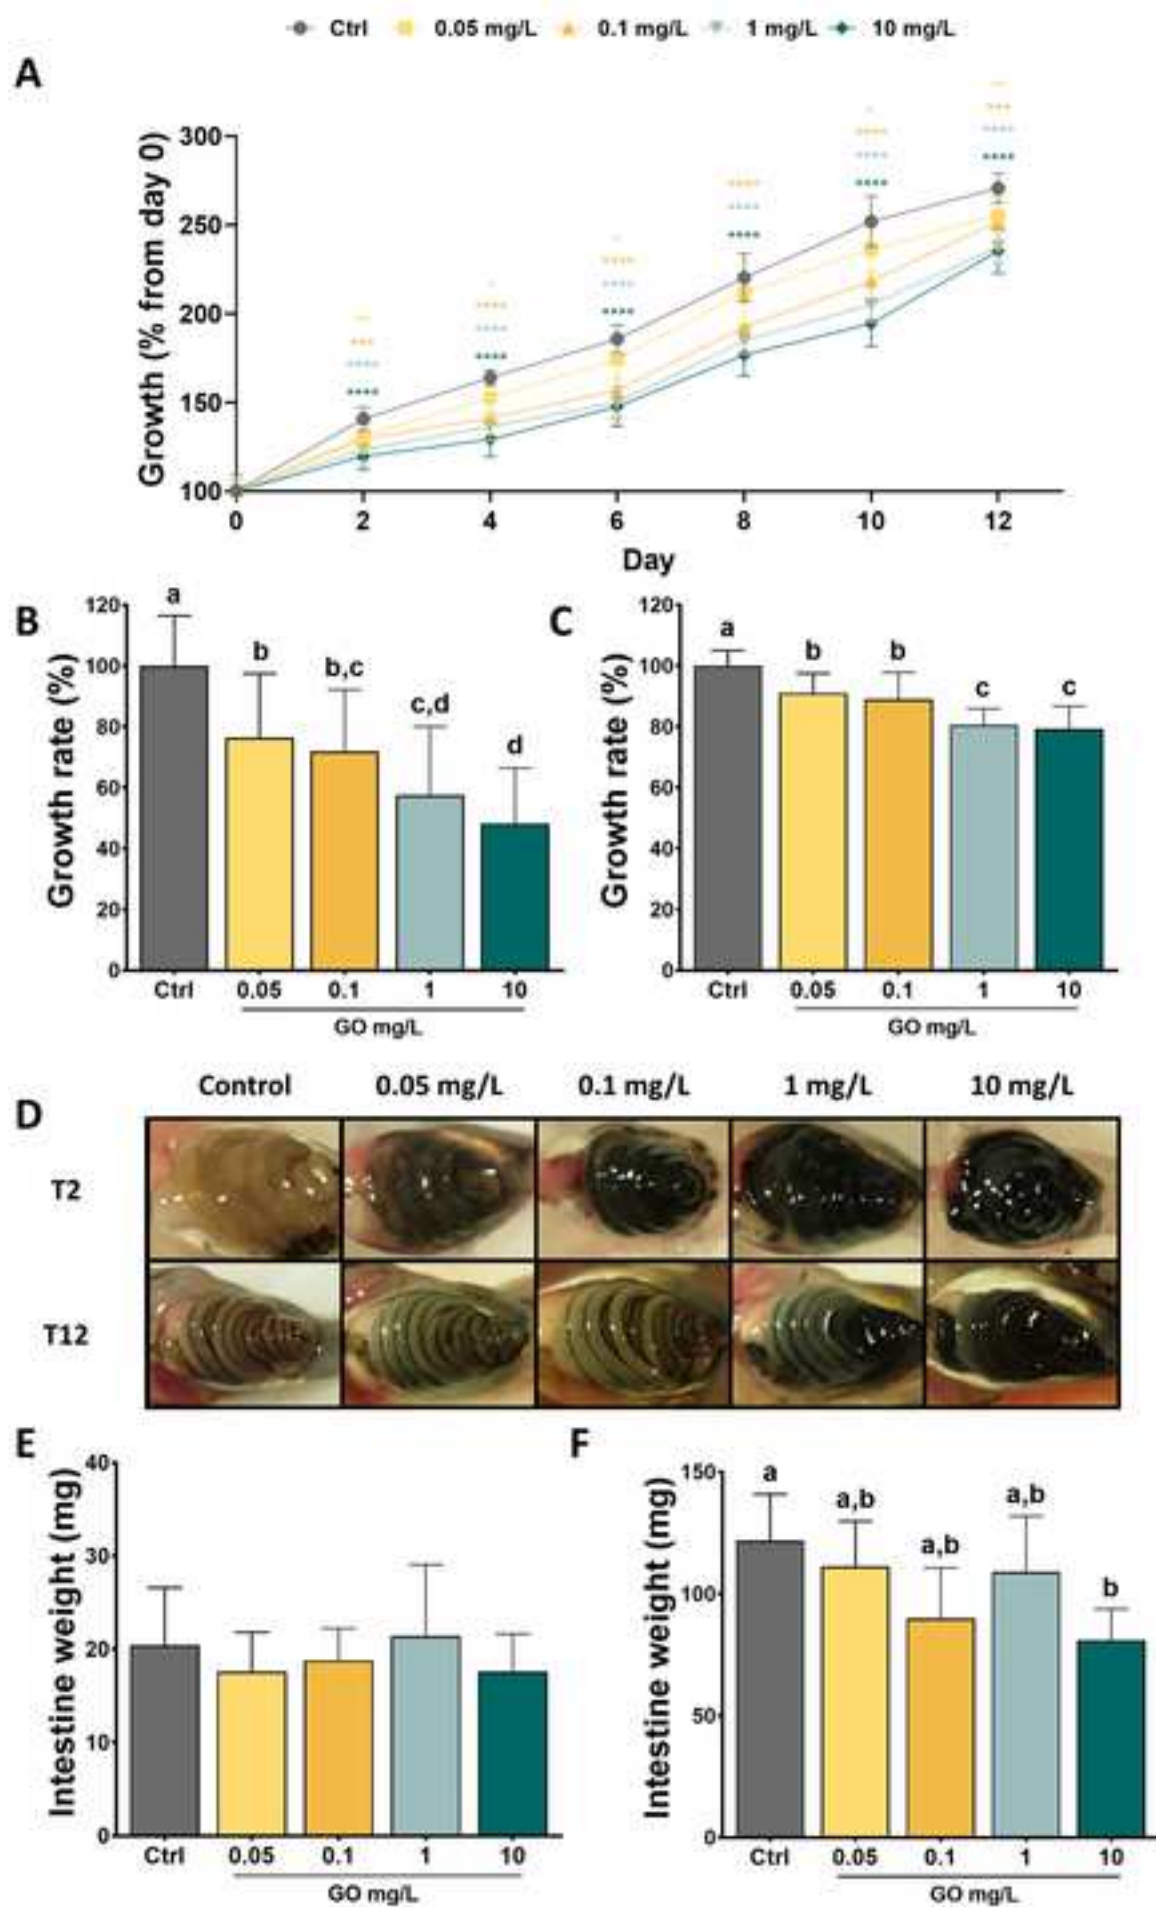 Ctrl 0.05 mg/L 0.1 mg/L 1 mg/L 10 mg/L
A
Growth (% from day 0)
300
250
200
150
100
0 2 4 6 8 10 12
Day
B
Growth rate (%)
120
100
80
60
40
20
0
a
b
b,c
c,d
d
Ctrl 0.05 0.1 1 10
GO mg/L
C
Growth rate (%)
120
100
80
60
40
20
0
a
b
b
c
c
Ctrl 0.05 0.1 1 10
GO mg/L
D
Control 0.05 mg/L 0.1 mg/L 1 mg/L 10 mg/L
T2
T12
E
Intestine weight (mg)
40
30
20
10
0
Ctrl 0.05 0.1 1 10
GO mg/L
F
Intestine weight (mg)
150
100
50
0
a
a,b
a,b
a,b
b
Ctrl 0.05 0.1 1 10
GO mg/L